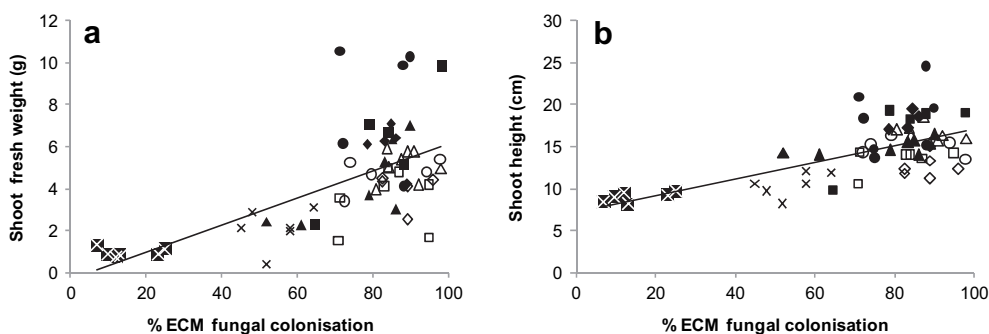 a
Shoot fresh weight (g)
12
10
8
6
4
2
0
0 20 40 60 80 100
% ECM fungal colonisation
b
Shoot height (cm)
30
25
20
15
10
5
0
0 20 40 60 80 100
% ECM fungal colonisation